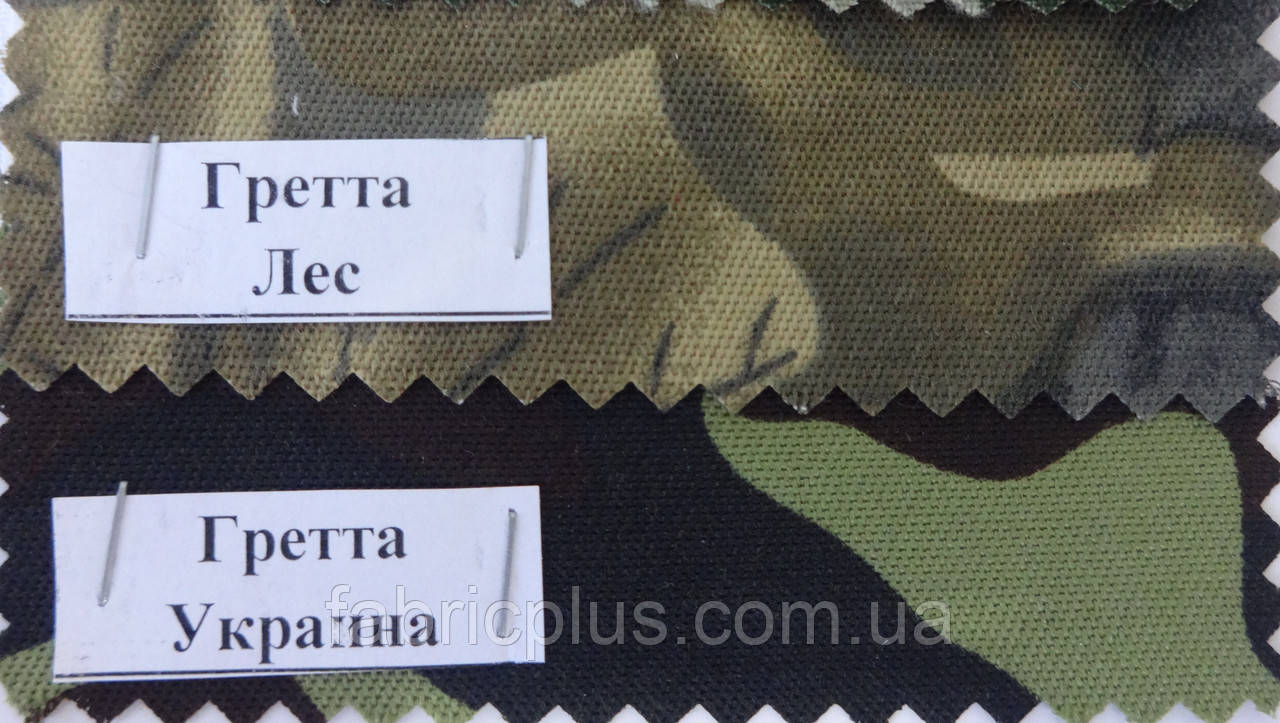 Гретта
Лес
Гретта
Украина
fabricplus.com.ua